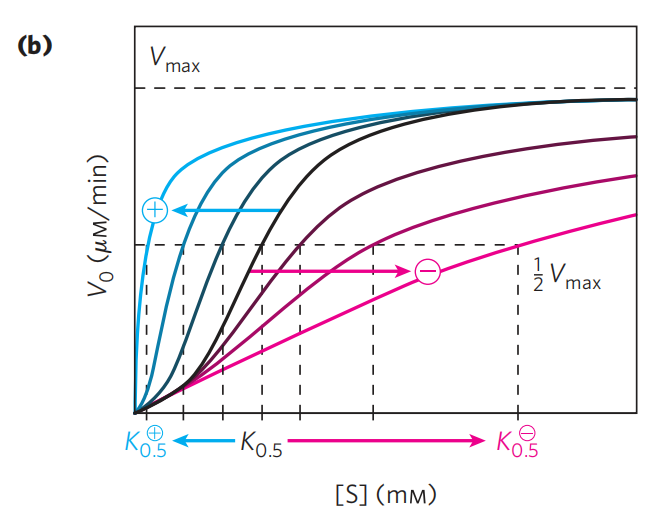 (b)
Vmax
+
V0 (μM/min)
−
1/2 Vmax
K0.5⊕ K0.5 K0.5⊖
[S] (mM)